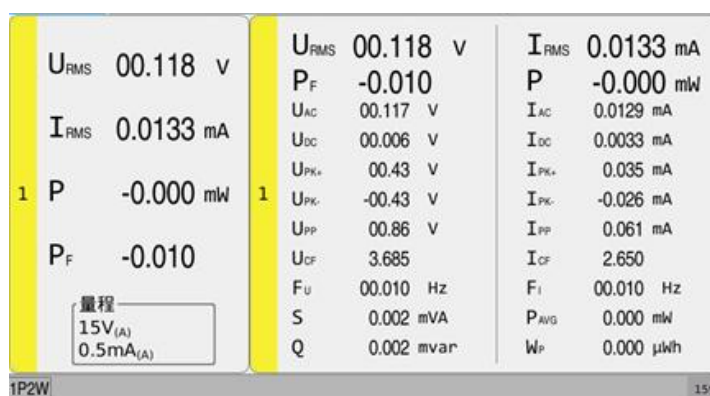 1
URMS 00.118 V
IRMS 0.0133 mA
P -0.000 mW
PF -0.010
量程
15V(A)
0.5mA(A)
1
URMS 00.118 V
PF -0.010
UAC 00.117 V
UDC 00.006 V
UPK+ 00.43 V
UPK- -00.43 V
UPP 00.86 V
UCF 3.685
FU 00.010 Hz
S 0.002 mVA
Q 0.002 mvar
IRMS 0.0133 mA
P -0.000 mW
IAC 0.0129 mA
IDC 0.0033 mA
IPK+ 0.035 mA
IPK- -0.026 mA
IPP 0.061 mA
ICF 2.650
FI 00.010 Hz
PAVG 0.000 mW
WP 0.000 µWh
1P2W